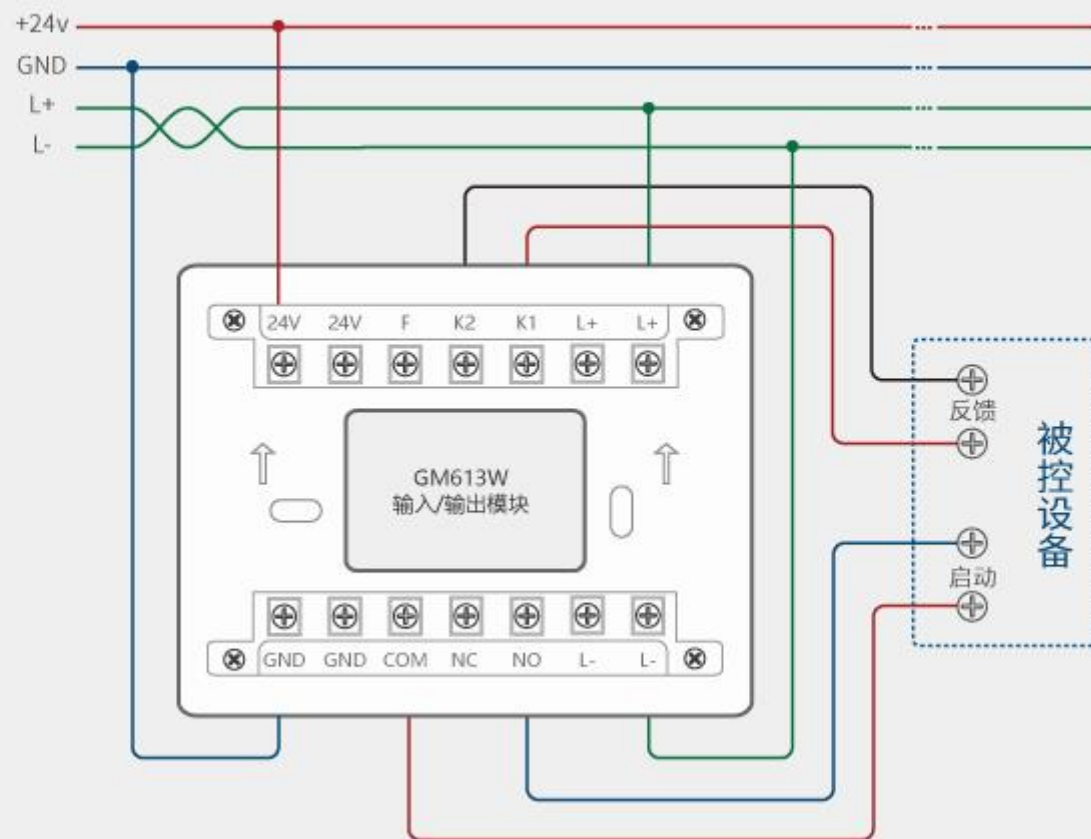 +24v
GND
L+
L-
24V 24V F K2 K1 L+ L+
GM613W
输入/输出模块
GND GND COM NC NO L- L-
反馈
启动
被控设备